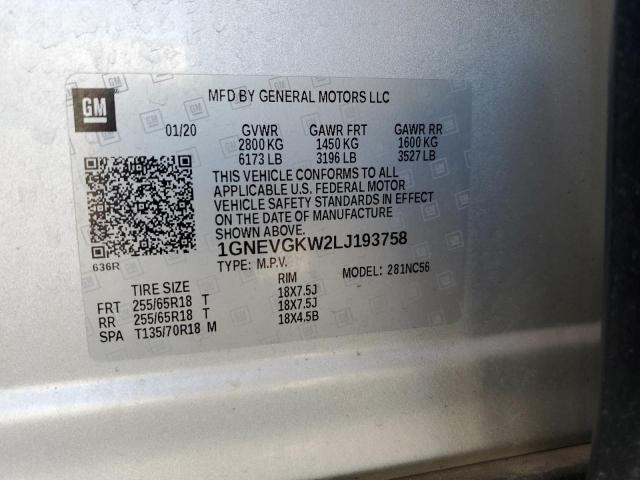 GM
MFD BY GENERAL MOTORS LLC
01/20 GVWR GAWR FRT GAWR RR
2800 KG 1450 KG 1600 KG
6173 LB 3196 LB 3527 LB
THIS VEHICLE CONFORMS TO ALL
APPLICABLE U.S. FEDERAL MOTOR
VEHICLE SAFETY STANDARDS IN EFFECT
ON THE DATE OF MANUFACTURE
SHOWN ABOVE.
636R 1GNEVGKW2LJ193758
TYPE: M.P.V. MODEL: 281NC56
TIRE SIZE RIM
FRT 255/65R18 T 18X7.5J
RR 255/65R18 T 18X7.5J
SPA T135/70R18 M 18X4.5B